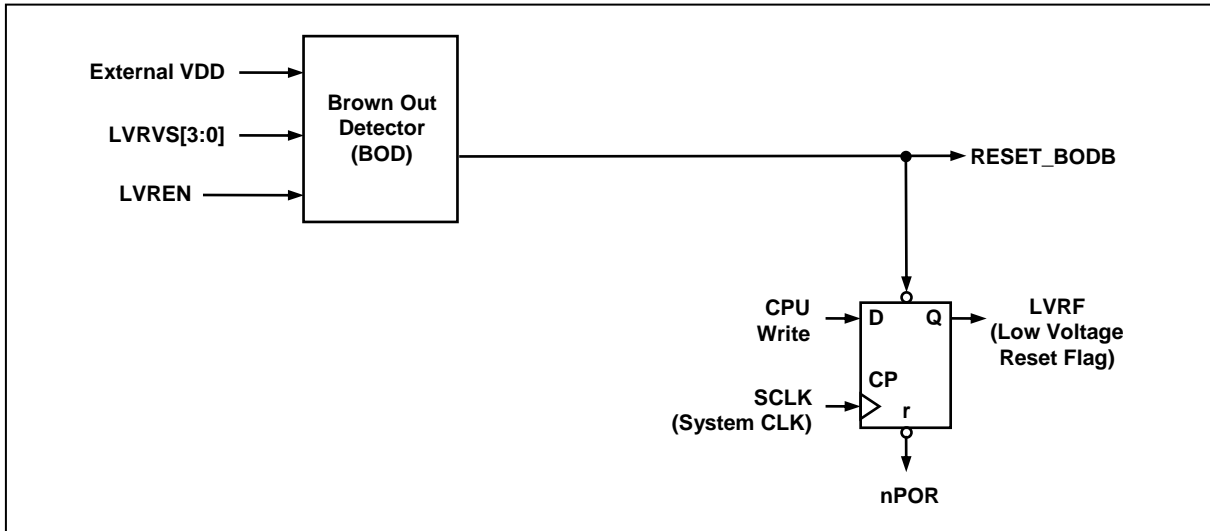 External VDD
LVRVS[3:0]
LVREN
Brown Out
Detector
(BOD)
RESET_BODB
CPU
Write
D
Q
LVRF
(Low Voltage
Reset Flag)
CP
SCLK
(System CLK)
r
nPOR